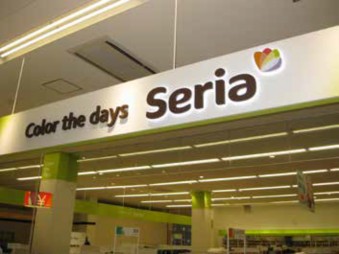 Color the days Seria